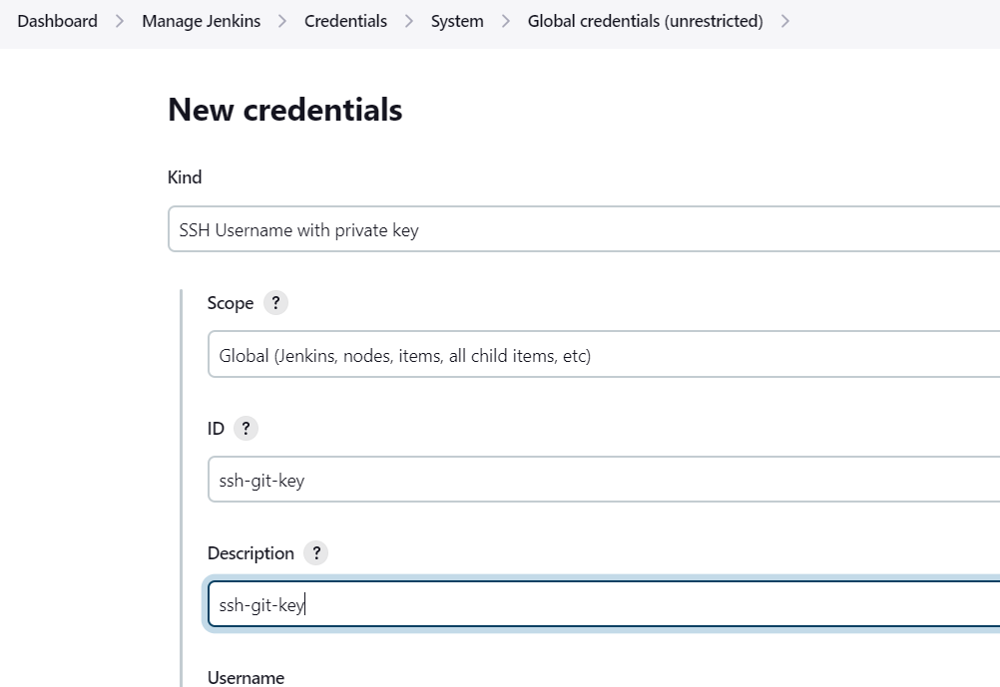 Dashboard > Manage Jenkins > Credentials > System > Global credentials (unrestricted) >
New credentials
Kind
SSH Username with private key
Scope ?
Global (Jenkins, nodes, items, all child items, etc)
ID ?
ssh-git-key
Description ?
ssh-git-key
Username